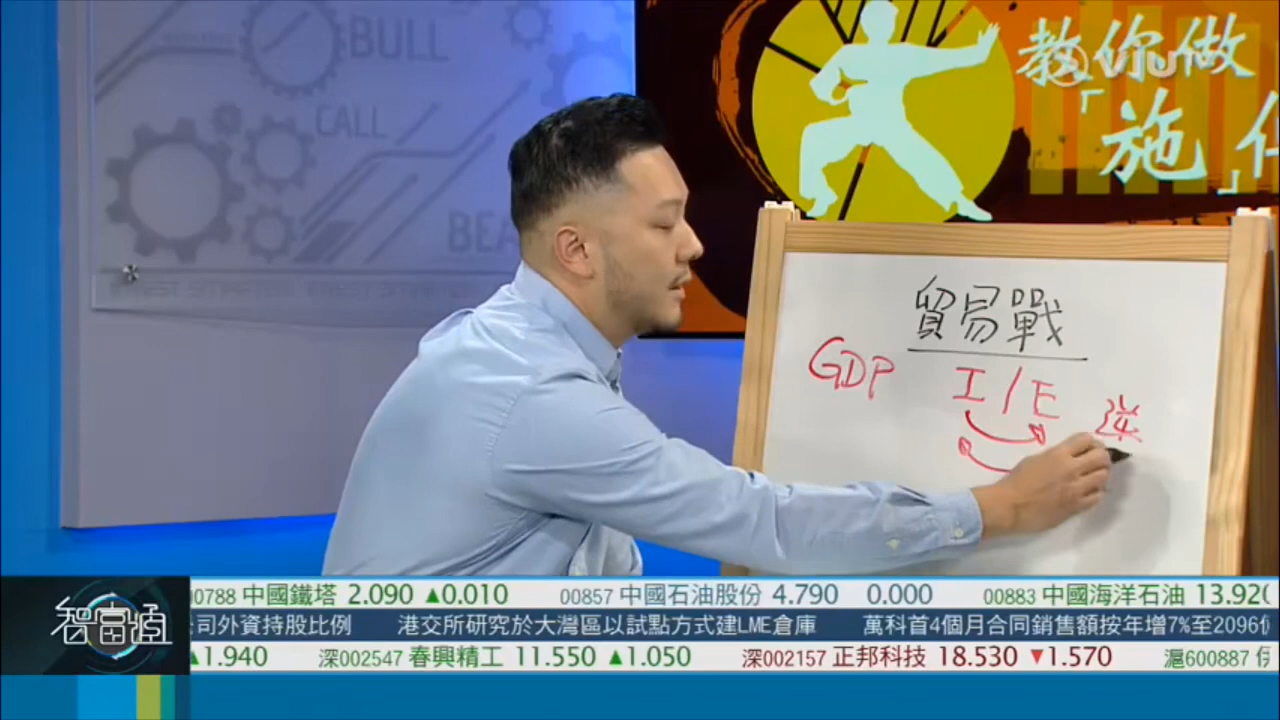 BULL
CALL
教你做
viu
「施」
貿易戰
GDP I/E 逆
智富通
00788 中國鐵塔 2.090 ▲0.010 00857 中國石油股份 4.790 0.000 00883 中國海洋石油 13.920
司外資持股比例 港交所研究於大灣區以試點方式建LME倉庫 萬科首4個月合同銷售額按年增7%至2096
▲1.940 深002547 春興精工 11.550 ▲1.050 深002157 正邦科技 18.530 ▼1.570 滬600887